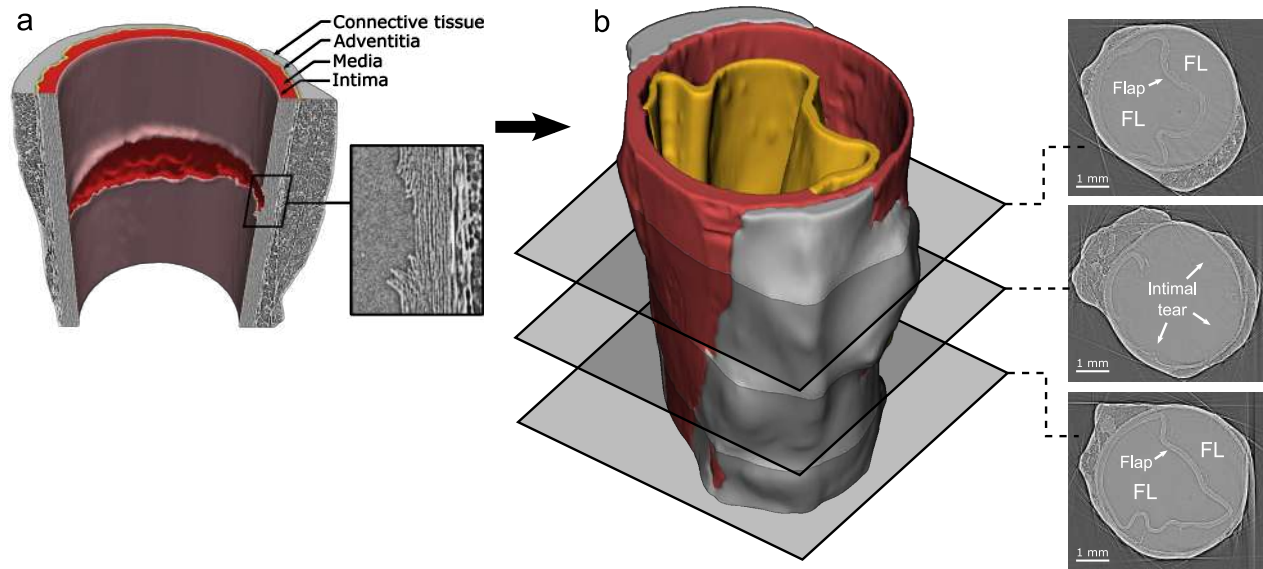 a
Connective tissue
Adventitia
Media
Intima
b
FL
Flap
FL
1 mm
Intimal
tear
1 mm
Flap
FL
FL
1 mm